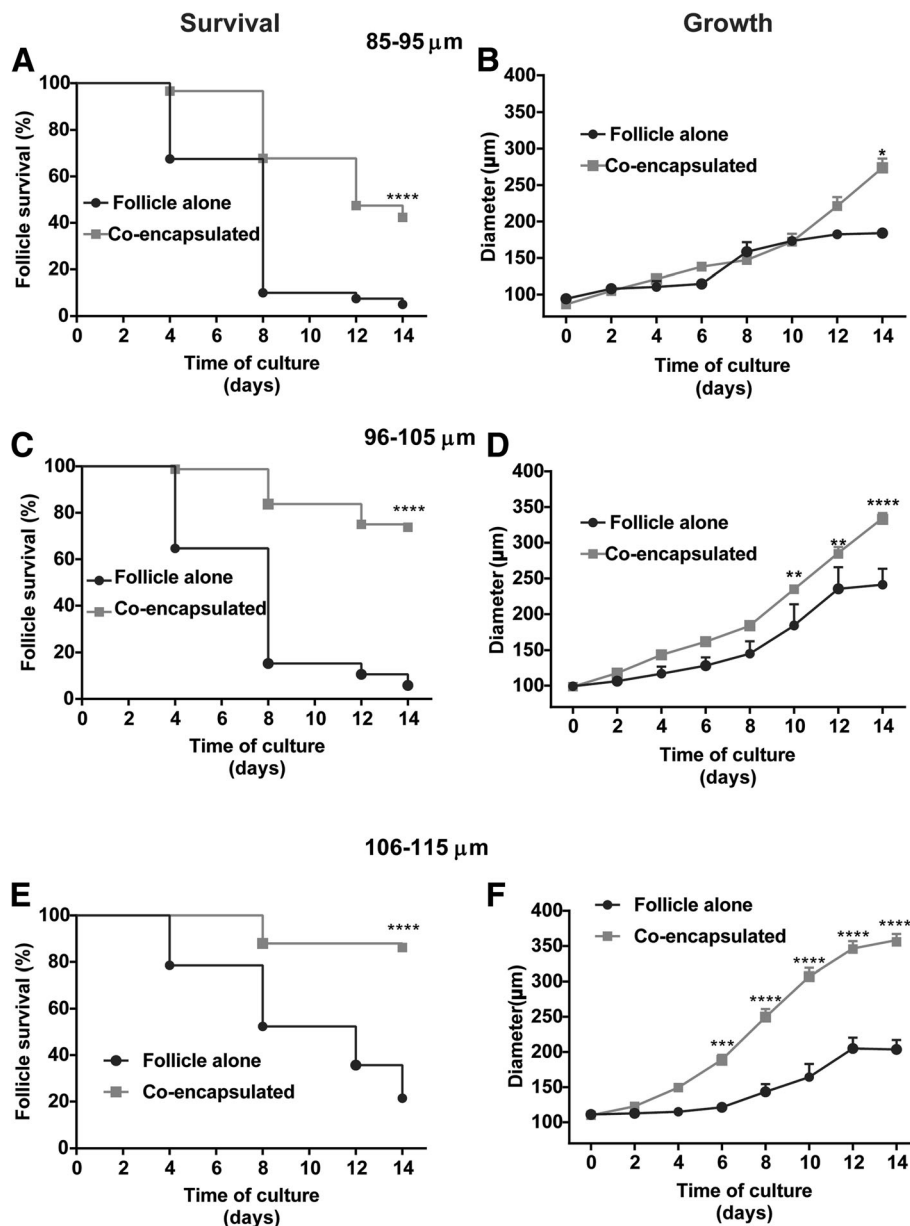 Survival
Growth
85-95 μm
A
Follicle survival (%)
100
80
60
40
20
0
Follicle alone
Co-encapsulated
****
0 2 4 6 8 10 12 14
Time of culture
(days)
B
Diameter (μm)
400
350
300
250
200
150
100
Follicle alone
Co-encapsulated
*
0 2 4 6 8 10 12 14
Time of culture
(days)
96-105 μm
C
Follicle survival (%)
100
80
60
40
20
0
Follicle alone
Co-encapsulated
****
0 2 4 6 8 10 12 14
Time of culture
(days)
D
Diameter (μm)
400
350
300
250
200
150
100
Follicle alone
Co-encapsulated
** ** ****
0 2 4 6 8 10 12 14
Time of culture
(days)
106-115 μm
E
Follicle survival (%)
100
80
60
40
20
0
****
Follicle alone
Co-encapsulated
0 2 4 6 8 10 12 14
Time of culture
(days)
F
Diameter(μm)
400
350
300
250
200
150
100
Follicle alone
Co-encapsulated
*** **** **** **** ****
0 2 4 6 8 10 12 14
Time of culture
(days)